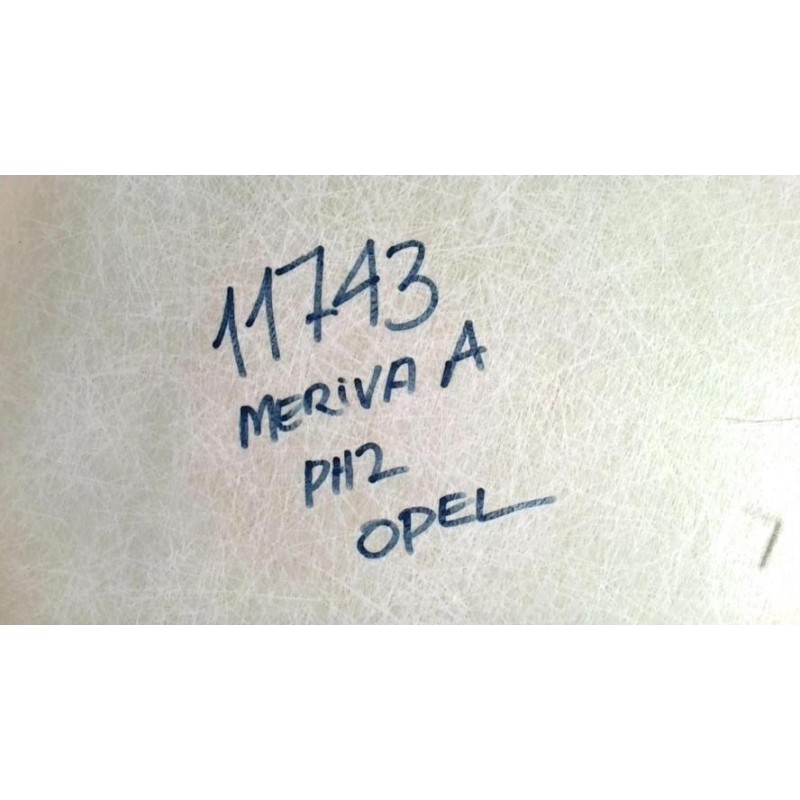 11743
MERiVA A
PH2
OPEL